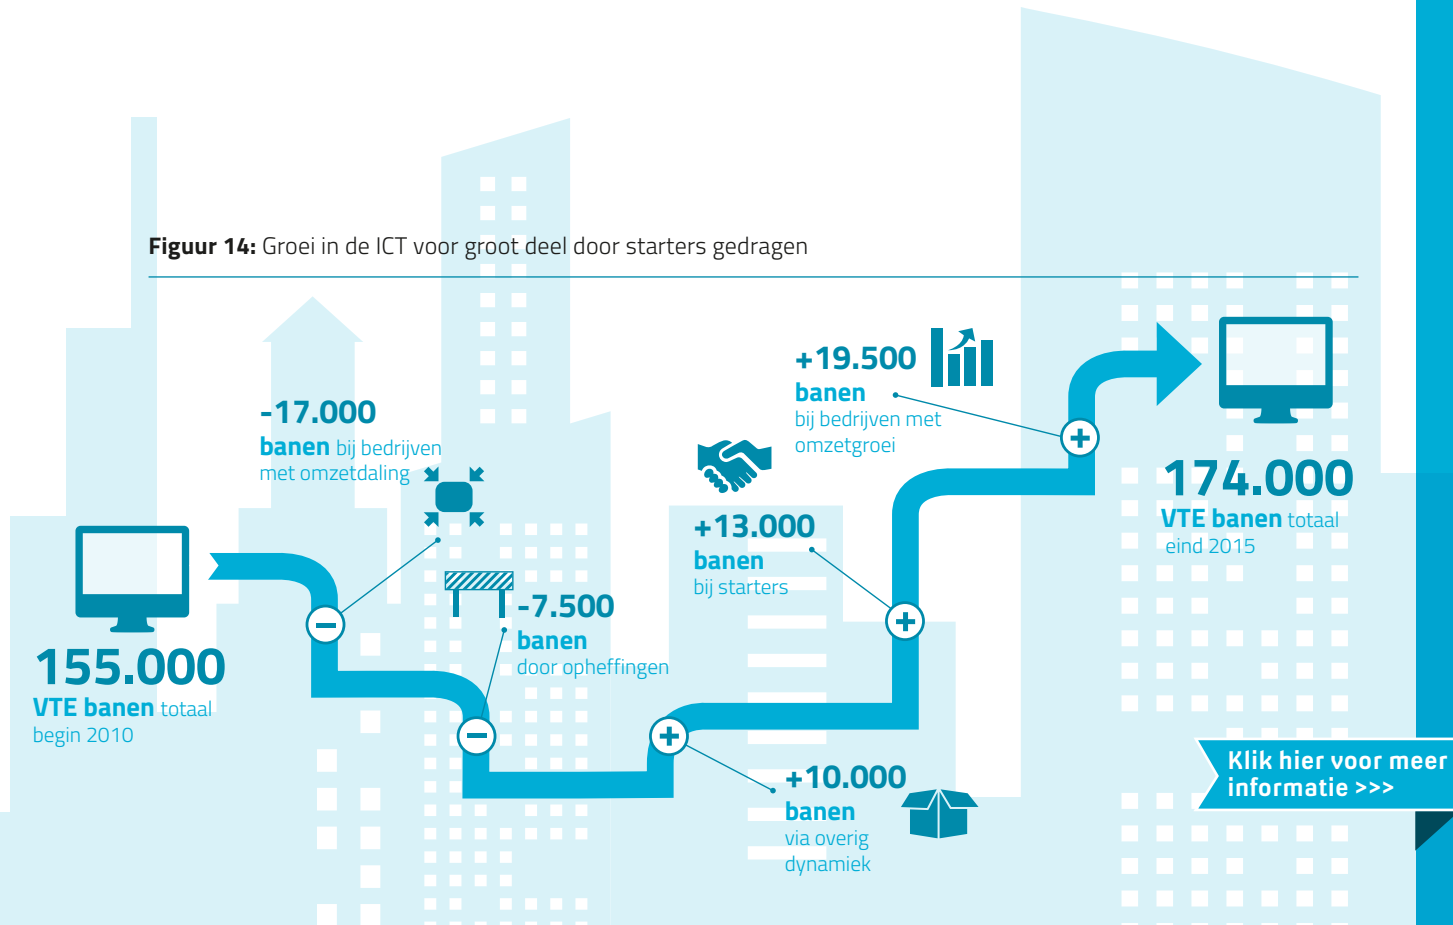 Figuur 14: Groei in de ICT voor groot deel door starters gedragen
155.000
VTE banen totaal
begin 2010
-17.000
banen bij bedrijven
met omzetdaling
-7.500
banen
door opheffingen
+10.000
banen
via overig
dynamiek
+13.000
banen
bij starters
+19.500
banen
bij bedrijven met
omzetgroei
174.000
VTE banen totaal
eind 2015
Klik hier voor meer
informatie >>>